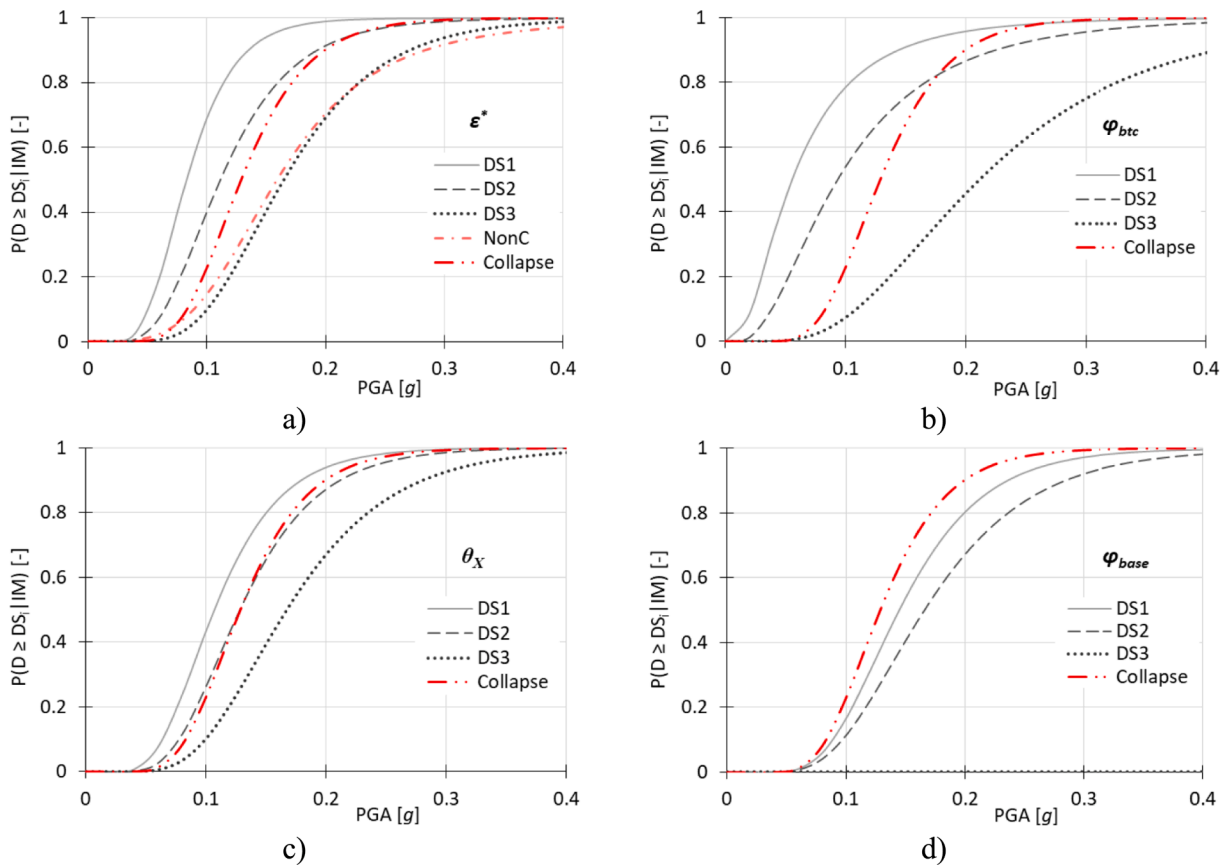 P(D ≥ DSᵢ|IM) [-]
1
0.8
0.6
0.4
0.2
0
0 0.1 0.2 0.3 0.4
PGA [g]
ε*
DS1
DS2
DS3
NonC
Collapse
a)
P(D ≥ DSᵢ|IM) [-]
1
0.8
0.6
0.4
0.2
0
0 0.1 0.2 0.3 0.4
PGA [g]
φbtc
DS1
DS2
DS3
Collapse
b)
P(D ≥ DSᵢ|IM) [-]
1
0.8
0.6
0.4
0.2
0
0 0.1 0.2 0.3 0.4
PGA [g]
θX
DS1
DS2
DS3
Collapse
c)
P(D ≥ DSᵢ|IM) [-]
1
0.8
0.6
0.4
0.2
0
0 0.1 0.2 0.3 0.4
PGA [g]
φbase
DS1
DS2
DS3
Collapse
d)